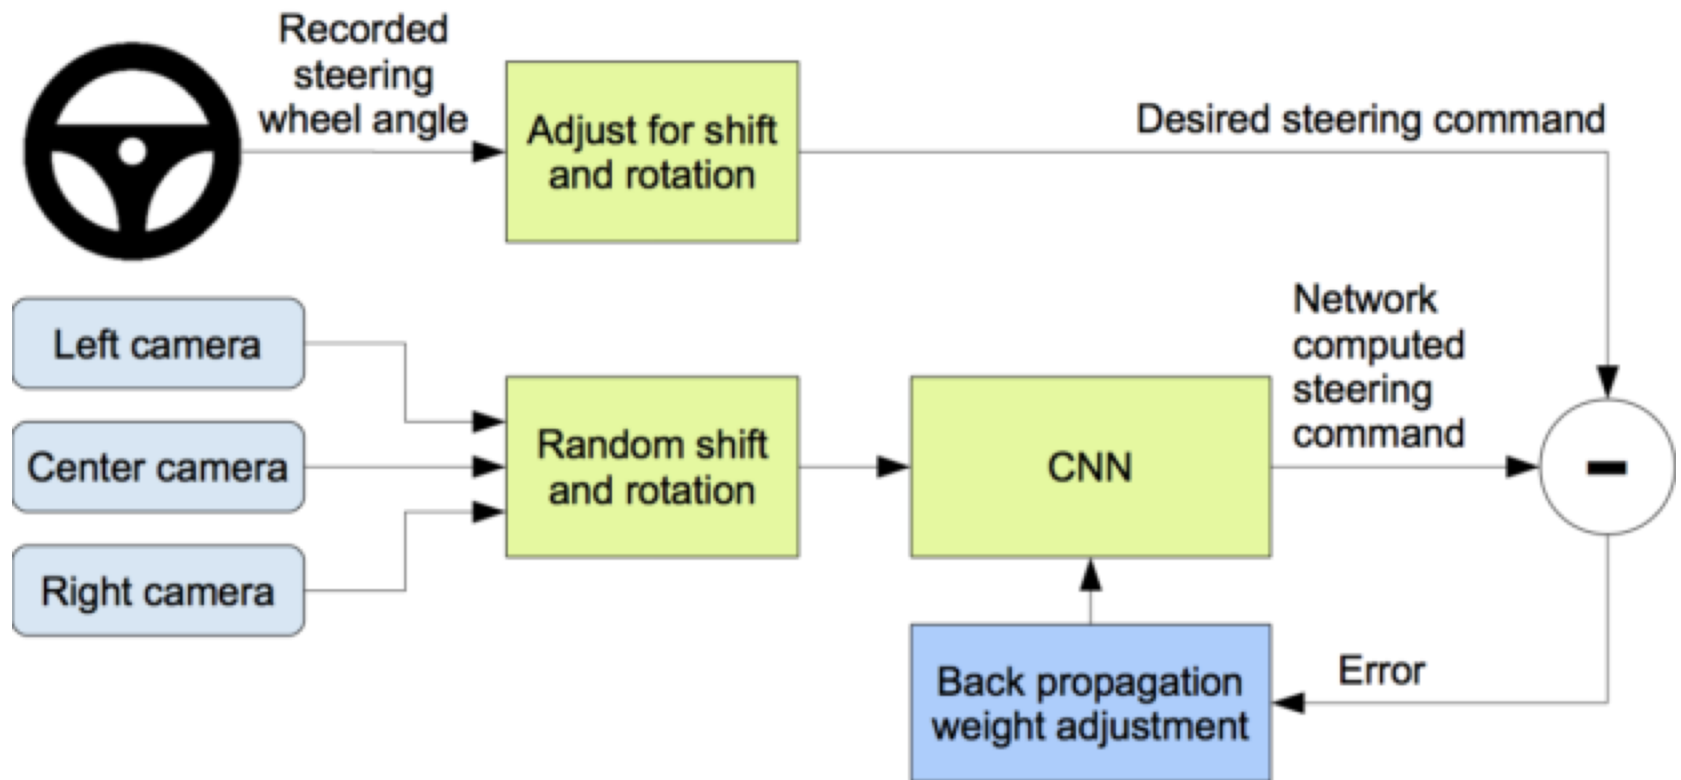 Recorded
steering
wheel angle
Adjust for shift
and rotation
Desired steering command
Left camera
Center camera
Right camera
Random shift
and rotation
CNN
Network
computed
steering
command
-
Back propagation
weight adjustment
Error